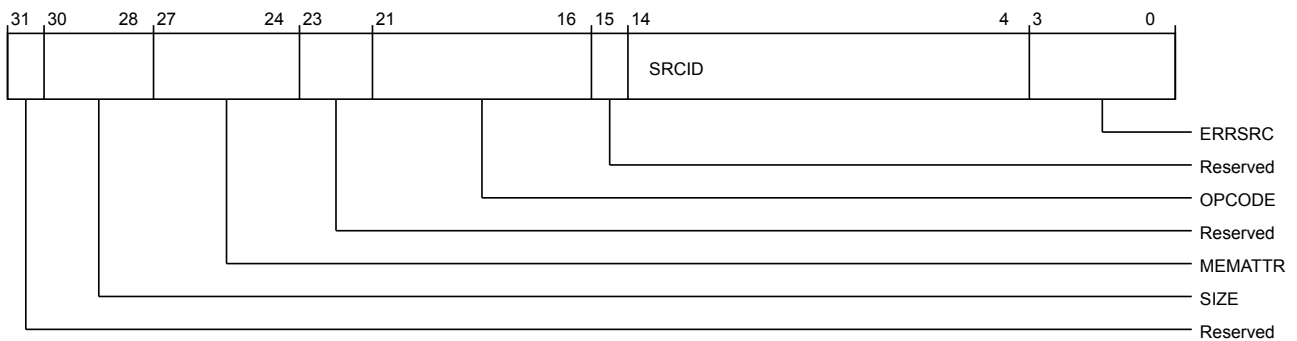 31 30 28 27 24 23 21 16 15 14 4 3 0
SRCID
ERRSRC
Reserved
OPCODE
Reserved
MEMATTR
SIZE
Reserved